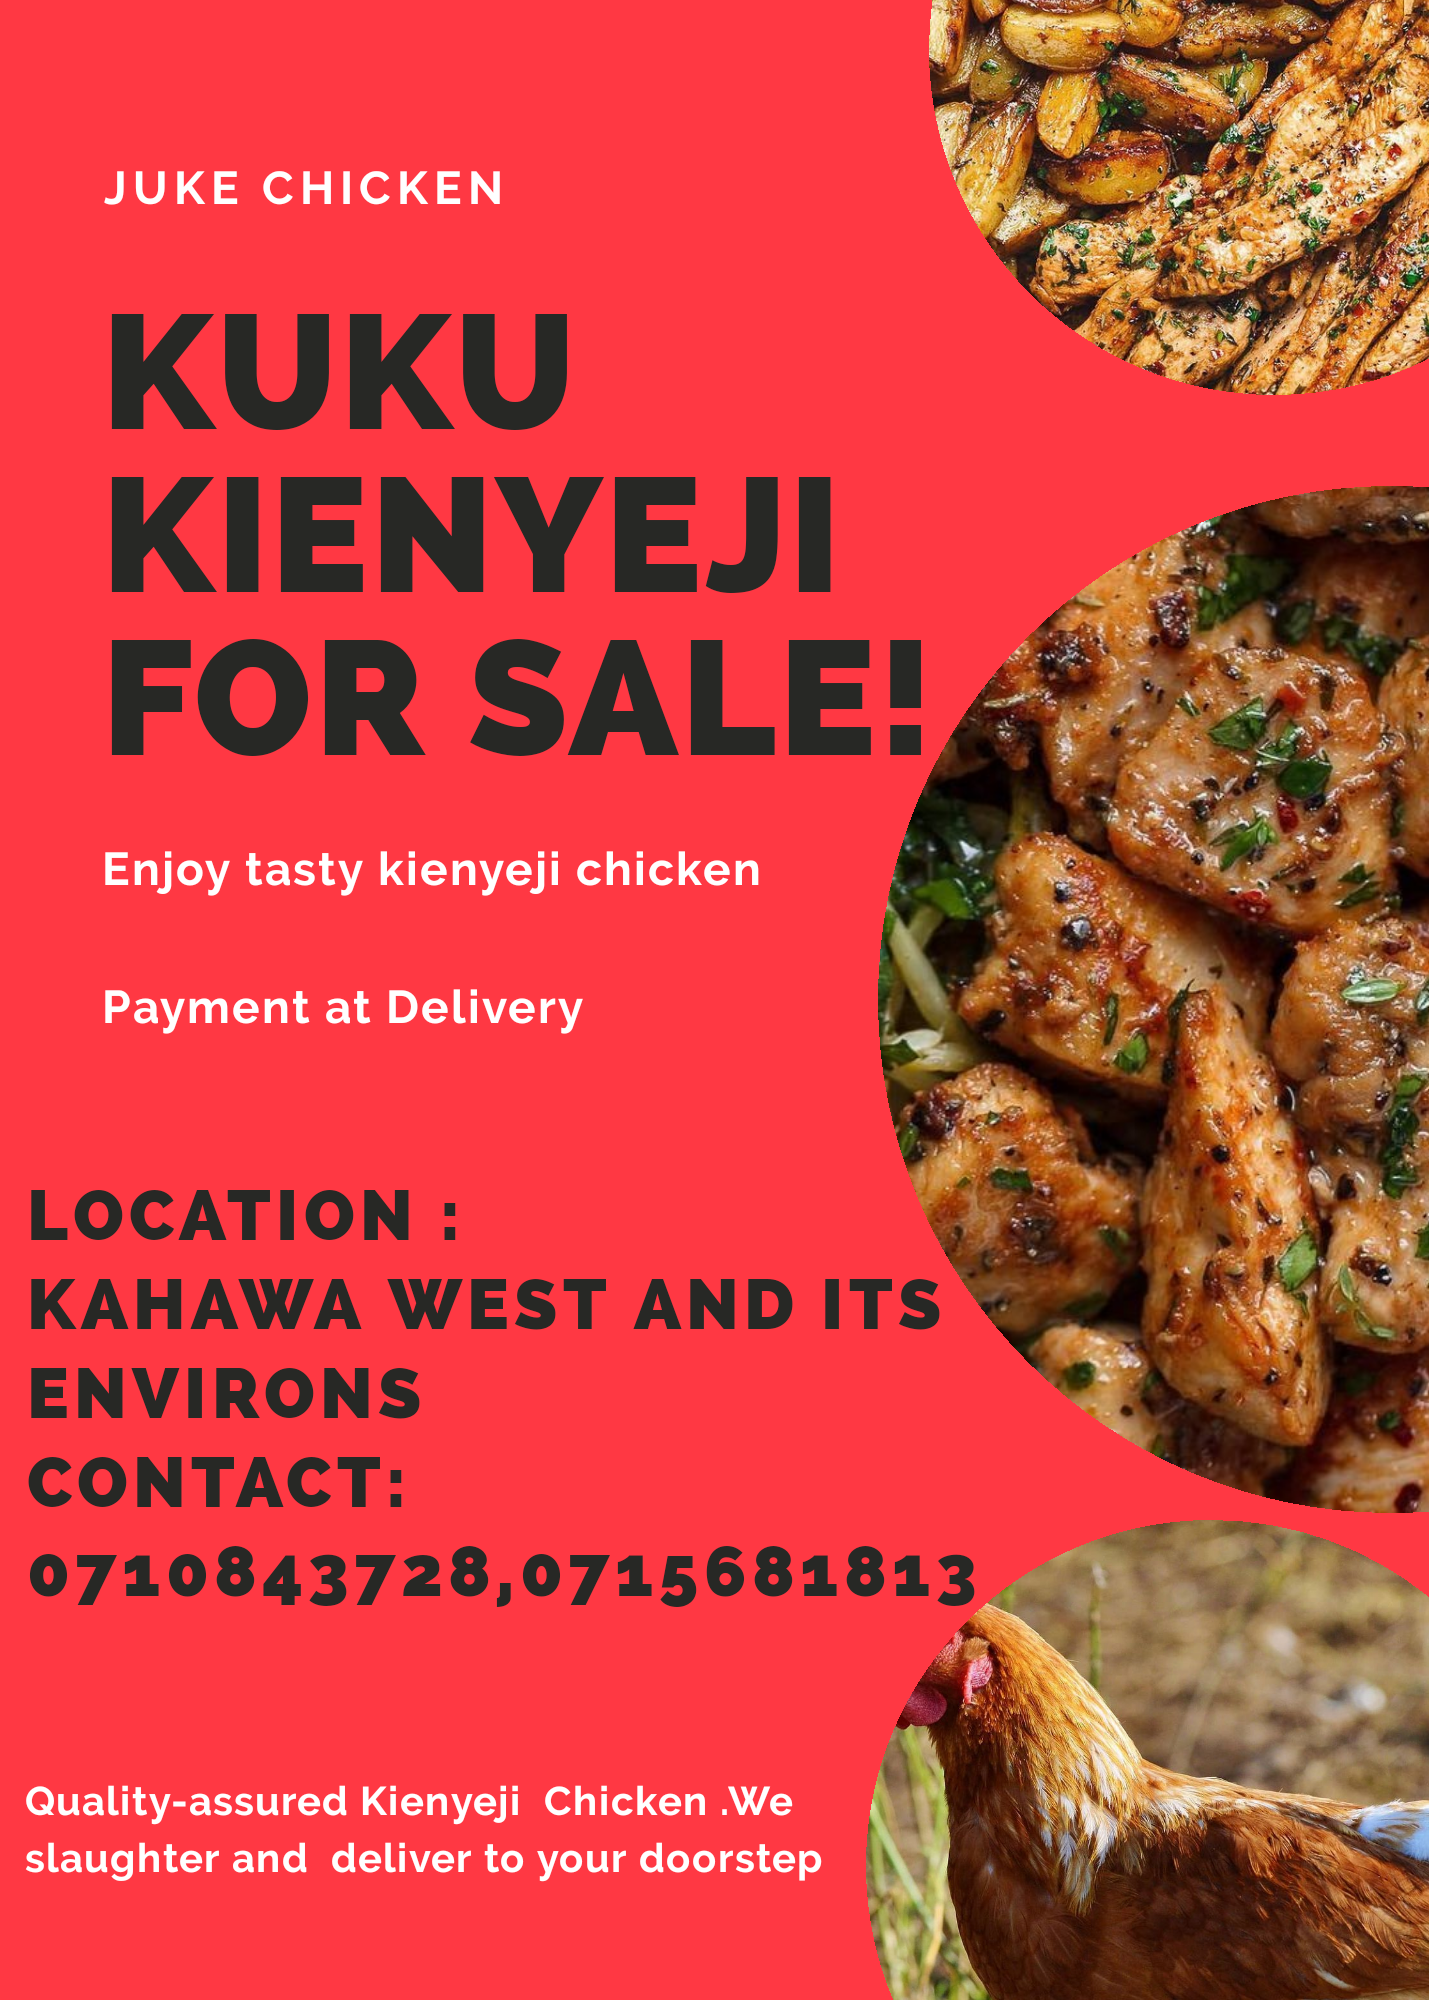 JUKE CHICKEN
KUKU
KIENYEJI
FOR SALE!
Enjoy tasty kienyeji chicken
Payment at Delivery
LOCATION :
KAHAWA WEST AND ITS
ENVIRONS
CONTACT:
0710843728,0715681813
Quality-assured Kienyeji  Chicken .We
slaughter and  deliver to your doorstep